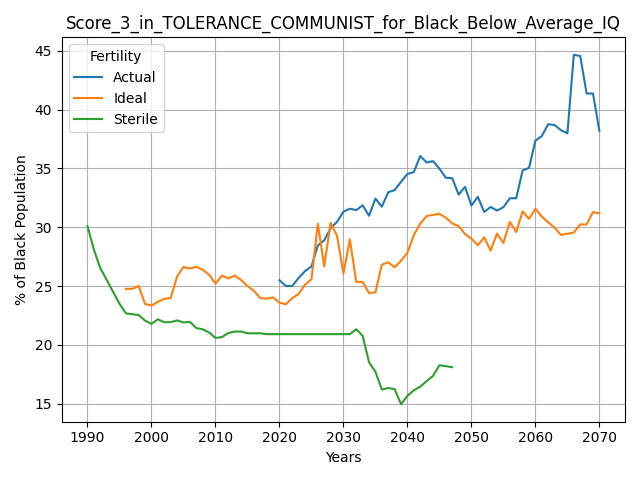 Score_3_in_TOLERANCE_COMMUNIST_for_Black_Below_Average_IQ
Fertility
Actual
Ideal
Sterile
% of Black Population
45
40
35
30
25
20
15
1990 2000 2010 2020 2030 2040 2050 2060 2070
Years